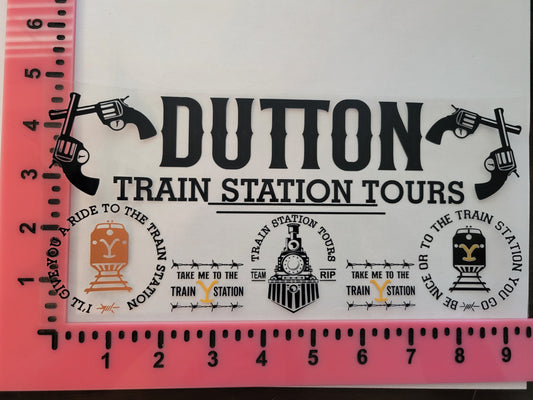 DUTTON
TRAIN STATION TOURS
I'LL GIVE YOU A RIDE TO THE TRAIN STATION
Y
TAKE ME TO THE
TRAIN Y STATION
TRAIN STATION TOURS
TEAM RIP
TAKE ME TO THE
TRAIN Y STATION
BE NICE OR TO THE TRAIN STATION YOU GO
Y
6
5
4
3
2
1
1 2 3 4 5 6 7 8 9